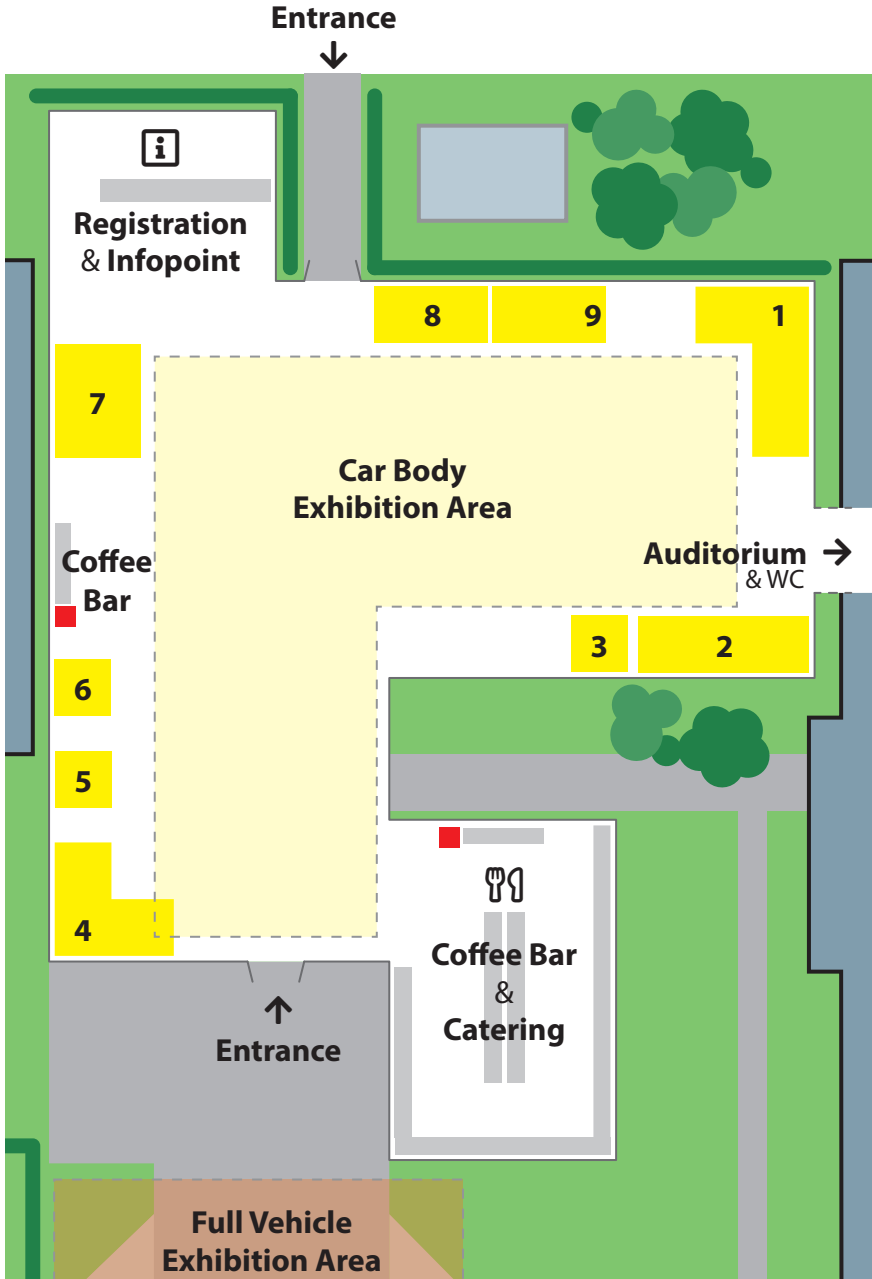 Entrance
i
Registration
& Infopoint
8
9
1
7
Car Body
Exhibition Area
Coffee
Bar
Auditorium
& WC
3
2
6
5
4
Coffee Bar
&
Catering
Entrance
Full Vehicle
Exhibition Area